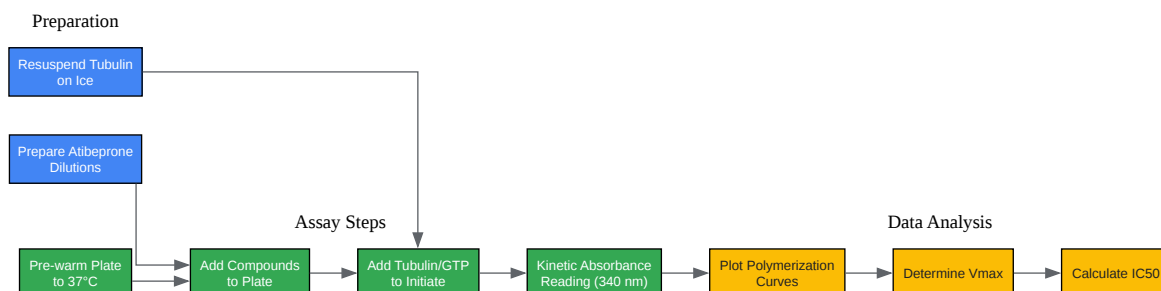 Preparation
Resuspend Tubulin
on Ice
Prepare Atibeprone
Dilutions
Assay Steps
Data Analysis
Pre-warm Plate
to 37°C
Add Compounds
to Plate
Add Tubulin/GTP
to Initiate
Kinetic Absorbance
Reading (340 nm)
Plot Polymerization
Curves
Determine Vmax
Calculate IC50